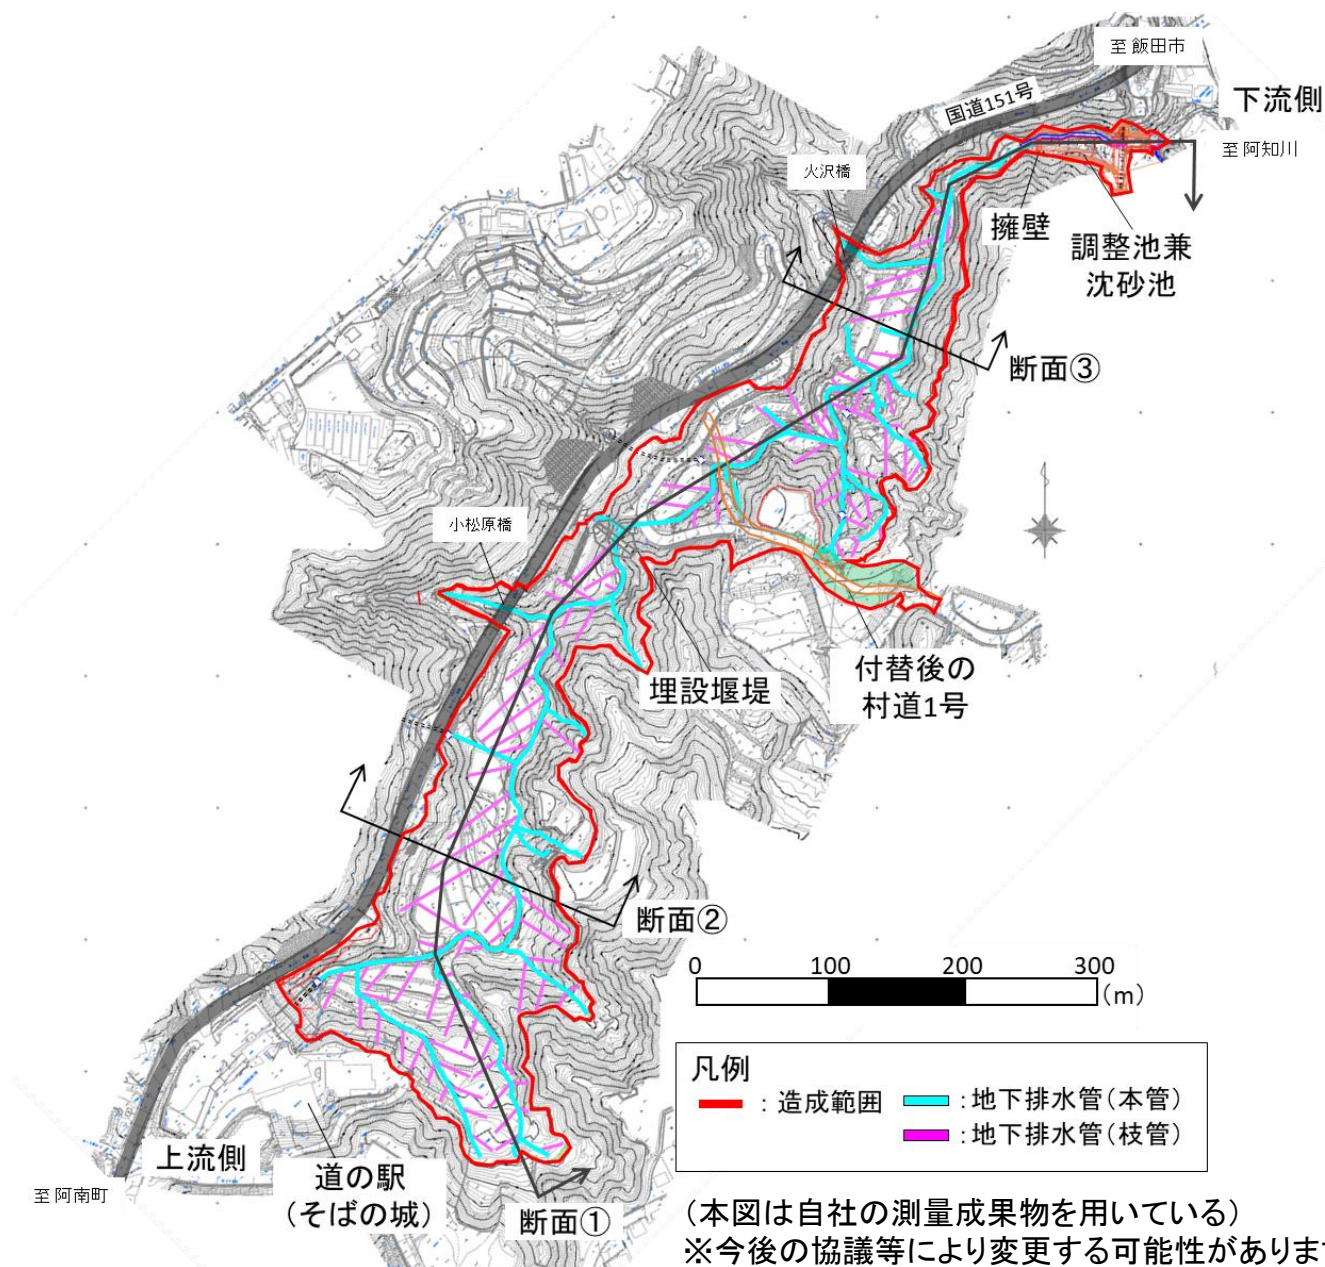 至 飯田市
国道151号
下流側
至 阿知川
火沢橋
擁壁
調整池兼
沈砂池
断面③
小松原橋
埋設堰堤
付替後の
村道1号
断面②
0 100 200 300
(m)
凡例
：造成範囲
：地下排水管(本管)
：地下排水管(枝管)
上流側
道の駅
(そばの城)
至 阿南町
断面①
(本図は自社の測量成果物を用いている)
※今後の協議等により変更する可能性がありま